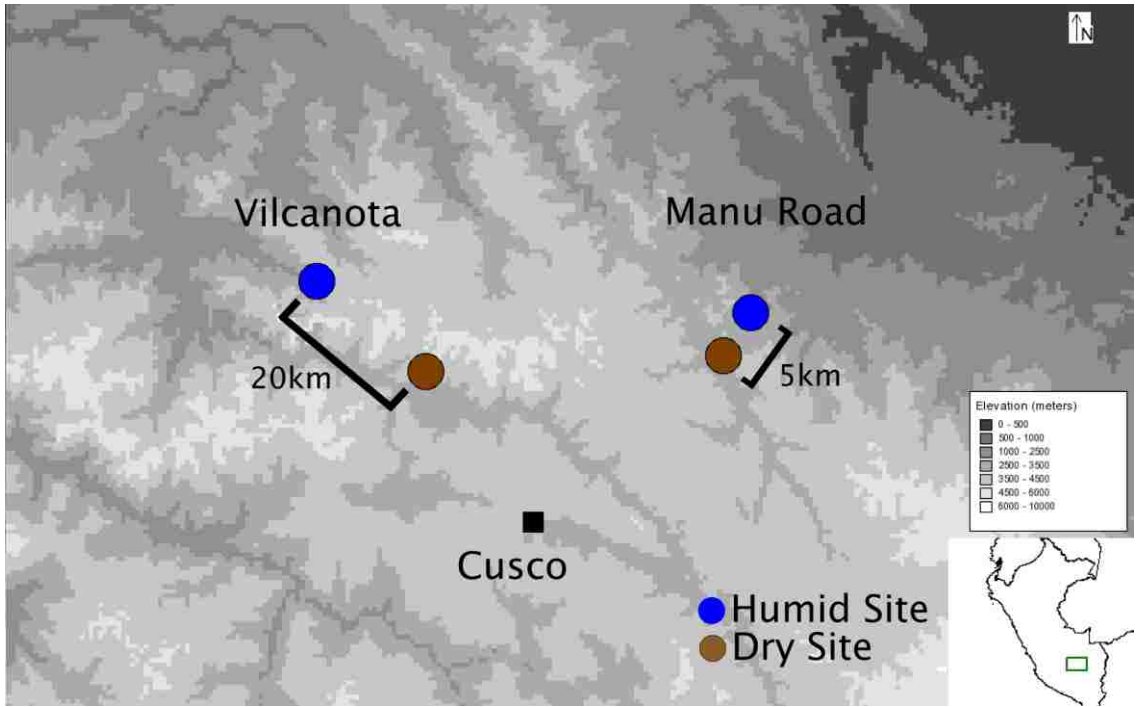 N
Vilcanota
Manu Road
20km
5km
Elevation (meters)
0 - 500
500 - 1000
1000 - 2500
2500 - 3500
3500 - 4500
4500 - 6000
6000 - 10000
Cusco
Humid Site
Dry Site